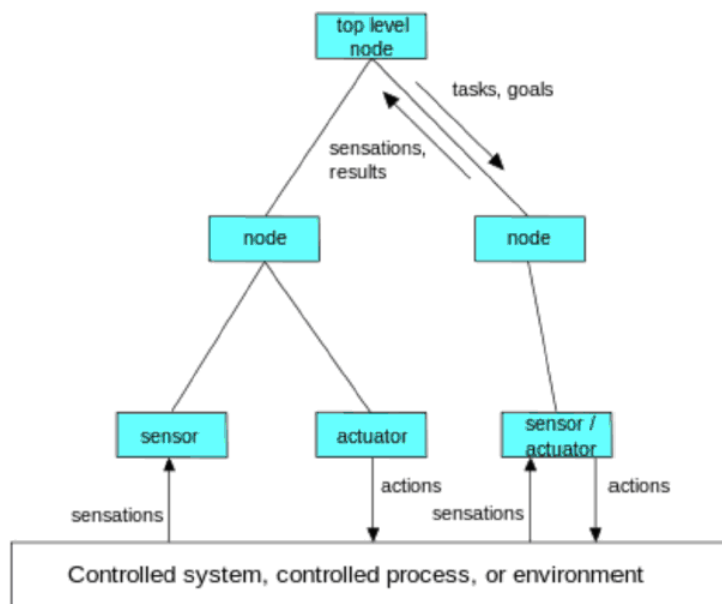 top level
node
tasks, goals
sensations,
results
node
node
sensor
actuator
sensor /
actuator
sensations
actions
sensations
actions
Controlled system, controlled process, or environment